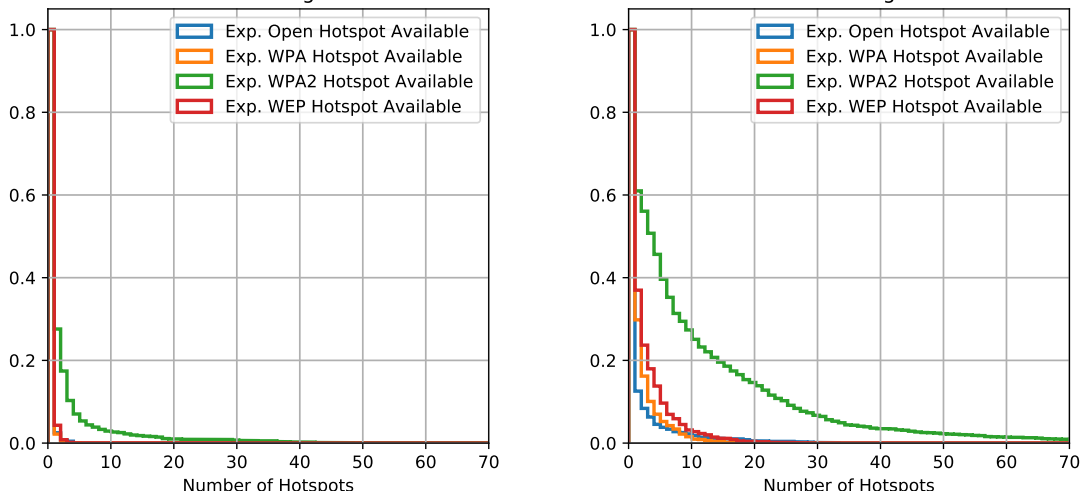 1.0
0.8
0.6
0.4
0.2
0.0
Exp. Open Hotspot Available
Exp. WPA Hotspot Available
Exp. WPA2 Hotspot Available
Exp. WEP Hotspot Available
0 10 20 30 40 50 60 70
Number of Hotspots
1.0
0.8
0.6
0.4
0.2
0.0
Exp. Open Hotspot Available
Exp. WPA Hotspot Available
Exp. WPA2 Hotspot Available
Exp. WEP Hotspot Available
0 10 20 30 40 50 60 70
Number of Hotspots